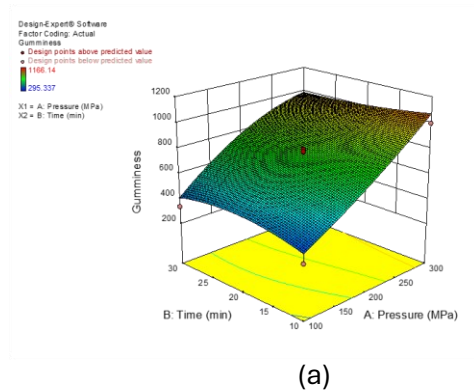 Design-Expert® Software
Factor Coding: Actual
Gumminess
Design points above predicted value
Design points below predicted value
1166.14
295.337
X1 = A: Pressure (MPa)
X2 = B: Time (min)
1200
1000
800
600
400
200
Gumminess
30
25
20
15
10
B: Time (min)
100
150
200
250
300
A: Pressure (MPa)
(a)